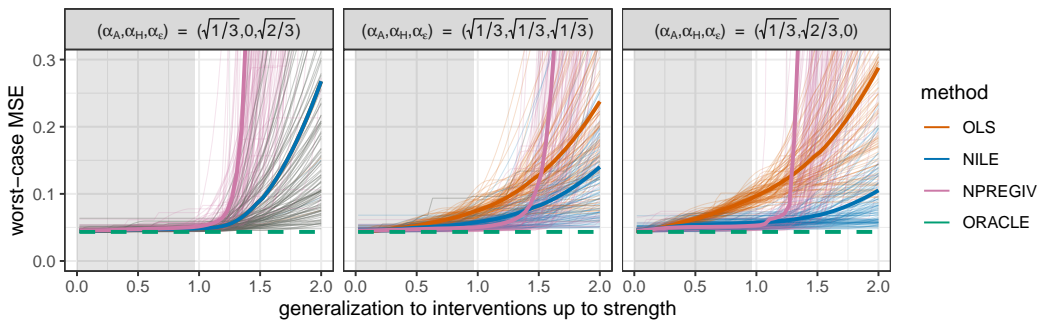 (α_A,α_H,α_ε) = (√1/3,0,√2/3)
(α_A,α_H,α_ε) = (√1/3,√1/3,√1/3)
(α_A,α_H,α_ε) = (√1/3,√2/3,0)
worst−case MSE
0.3
0.2
0.1
0.0
0.0 0.5 1.0 1.5 2.0
0.0 0.5 1.0 1.5 2.0
0.0 0.5 1.0 1.5 2.0
generalization to interventions up to strength
method
OLS
NILE
NPREGIV
ORACLE